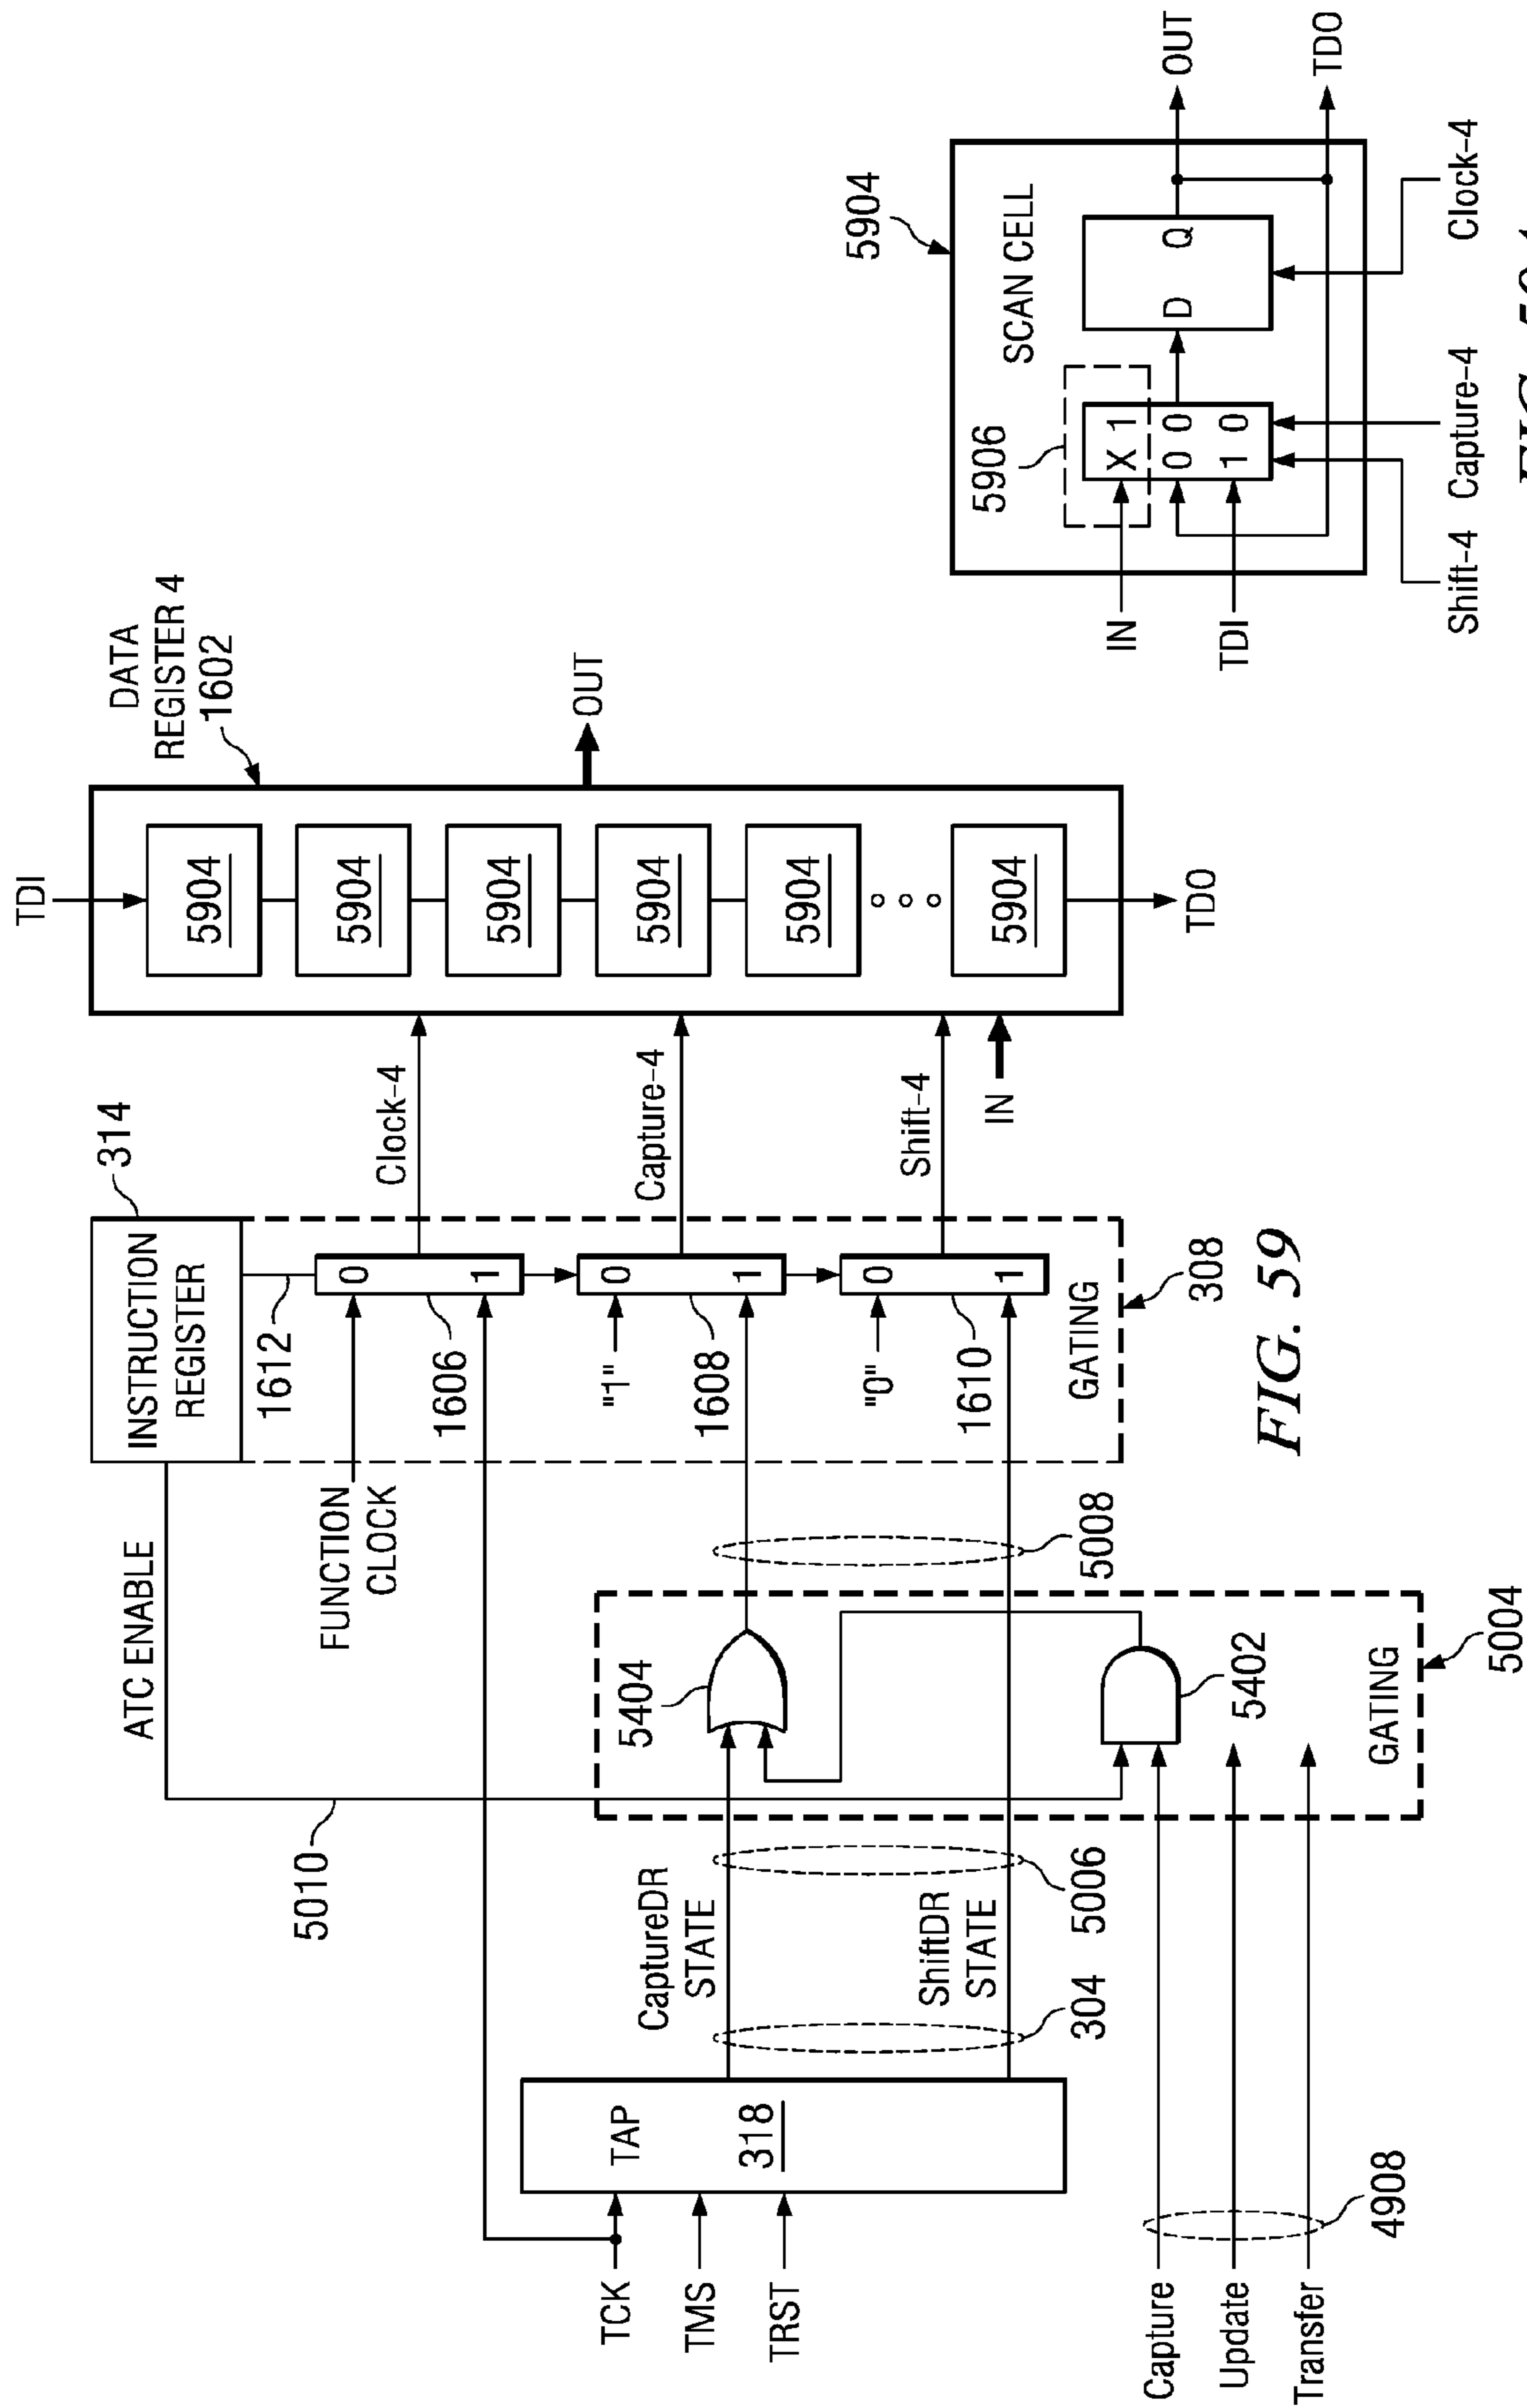 TDI
DATA
REGISTER 4
1602
314
INSTRUCTION
REGISTER
ATC ENABLE
5904
5904
5904
5904
5904
5904
OUT
TDO
Clock-4
Capture-4
Shift-4
IN
1612
FUNCTION
CLOCK
0
1
1606
"1"
0
1
1608
"0"
0
1
1610
GATING
308
5010
5404
5008
5402
GATING
5004
CaptureDR
STATE
ShiftDR
STATE
5006
304
TAP
318
TCK
TMS
TRST
Capture
Update
Transfer
4908
FIG. 59
5904
SCAN CELL
5906
X 1
0 0
1 0
D
Q
IN
TDI
OUT
TDO
Shift-4
Capture-4
Clock-4